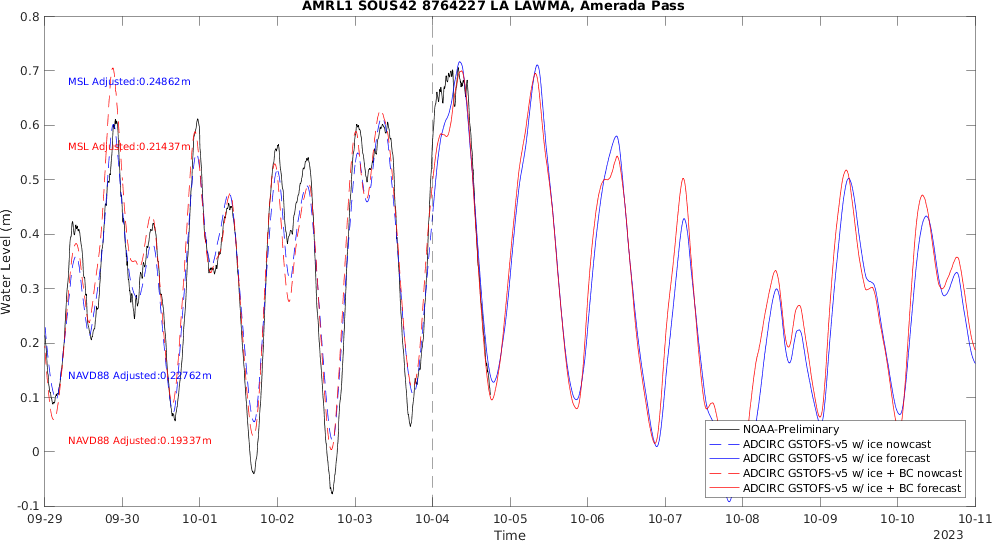 AMRL1 SOUS42 8764227 LA LAWMA, Amerada Pass
0.8
0.7
0.6
0.5
0.4
0.3
0.2
0.1
0
-0.1
Water Level (m)
MSL Adjusted:0.24862m
MSL Adjusted:0.21437m
NAVD88 Adjusted:0.22762m
NAVD88 Adjusted:0.19337m
NOAA-Preliminary
ADCIRC GSTOFS-v5 w/ ice nowcast
ADCIRC GSTOFS-v5 w/ ice forecast
ADCIRC GSTOFS-v5 w/ ice + BC nowcast
ADCIRC GSTOFS-v5 w/ ice + BC forecast
09-29 09-30 10-01 10-02 10-03 10-04 10-05 10-06 10-07 10-08 10-09 10-10 10-11
Time
2023